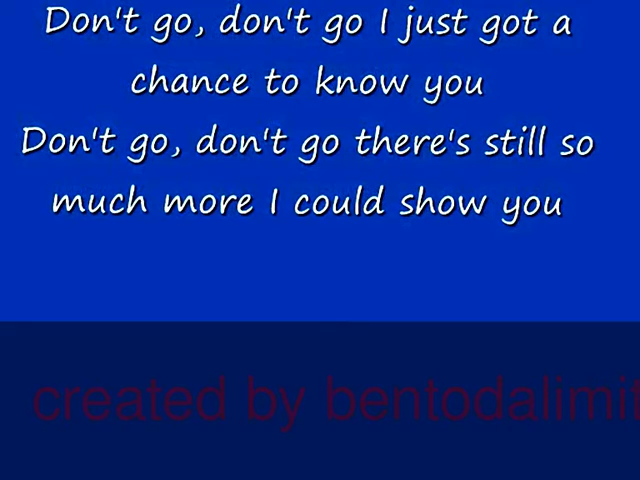 Don't go, don't go I just got a
chance to know you
Don't go, don't go there's still so
much more I could show you
created by bentodalimit